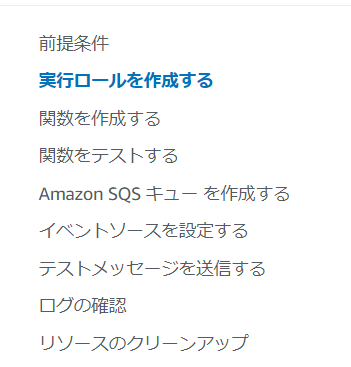 前提条件
実行ロールを作成する
関数を作成する
関数をテストする
Amazon SQS キュー を作成する
イベントソースを設定する
テストメッセージを送信する
ログの確認
リソースのクリーンアップ